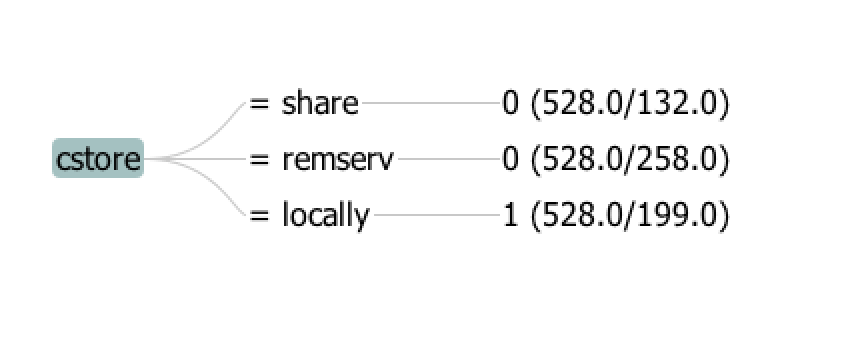 = share 0 (528.0/132.0)
cstore = remserv 0 (528.0/258.0)
= locally 1 (528.0/199.0)